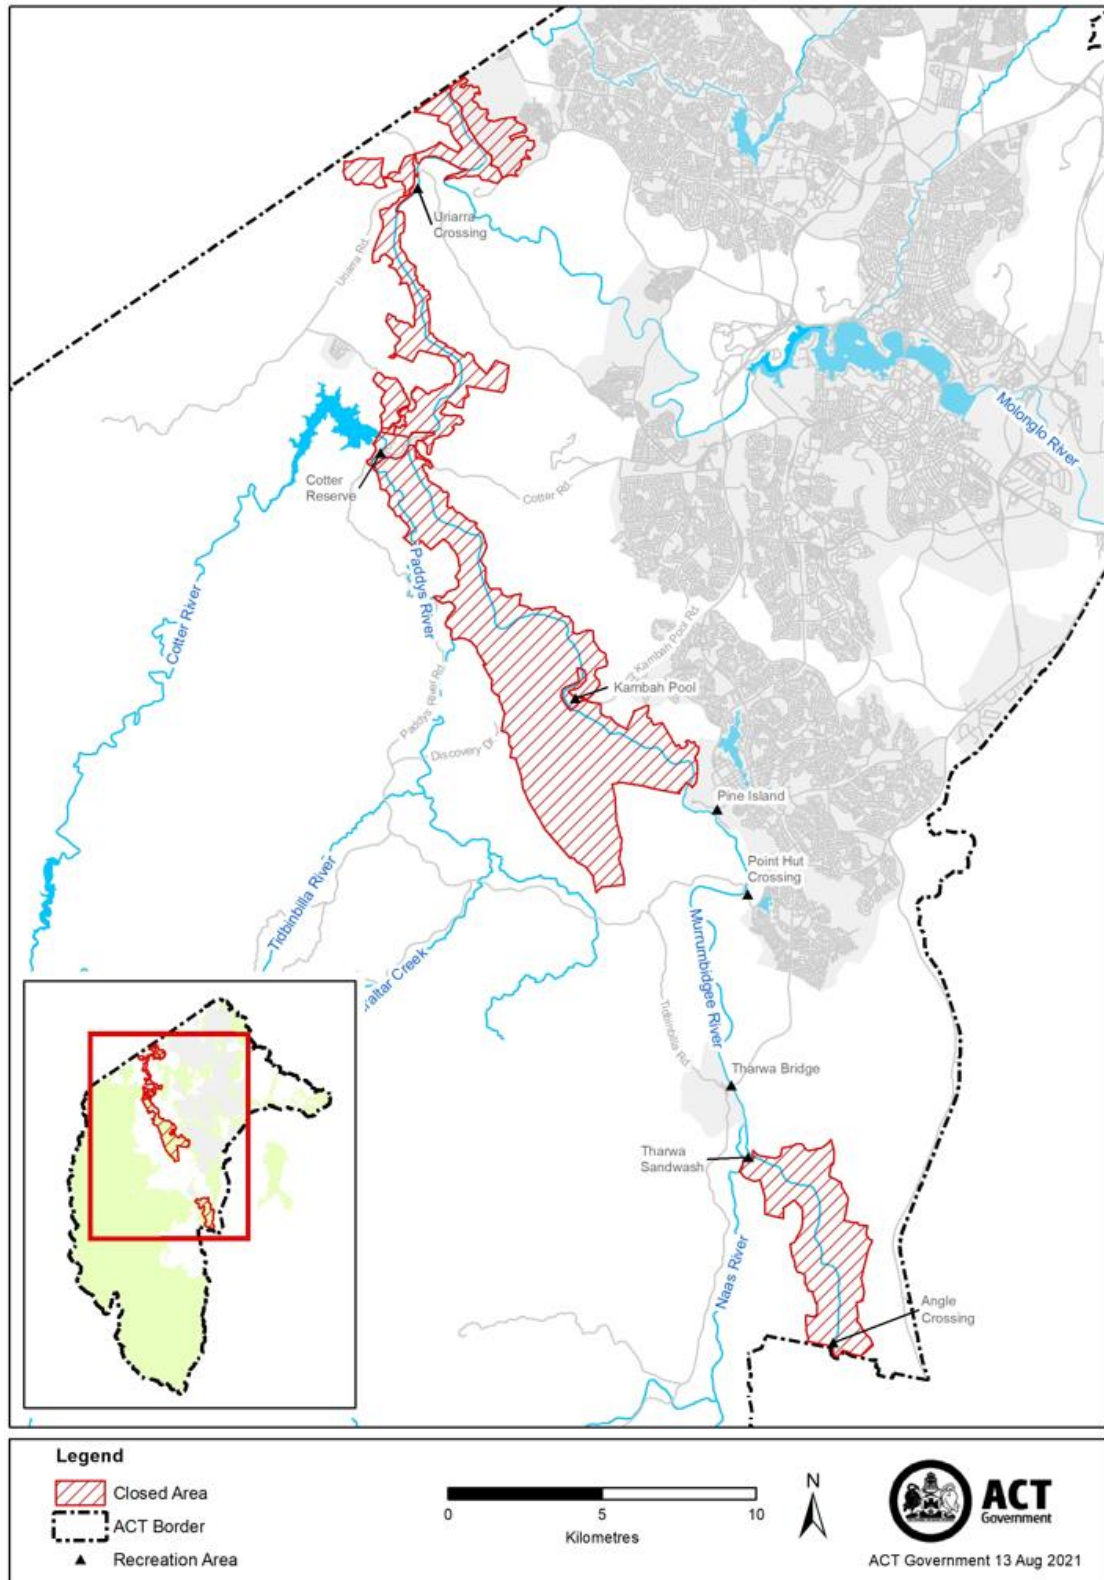 Uriarra
Crossing
Uriarra Rd.
Molonglo River
Cotter
Reserve
Cotter Rd.
Paddys River
Cotter River
Kambah Pool Rd.
Kambah Pool
Paddys River Rd.
Discovery Dr.
Pine Island
Point Hut
Crossing
Tidbinbilla River
Murrumbidgee River
raltar Creek
Tidbinbilla Rd.
Tharwa Bridge
Tharwa
Sandwash
Naas River
Angle
Crossing
Legend
Closed Area
ACT Border
Recreation Area
0 5 10
Kilometres
N
ACT
Government
ACT Government 13 Aug 2021